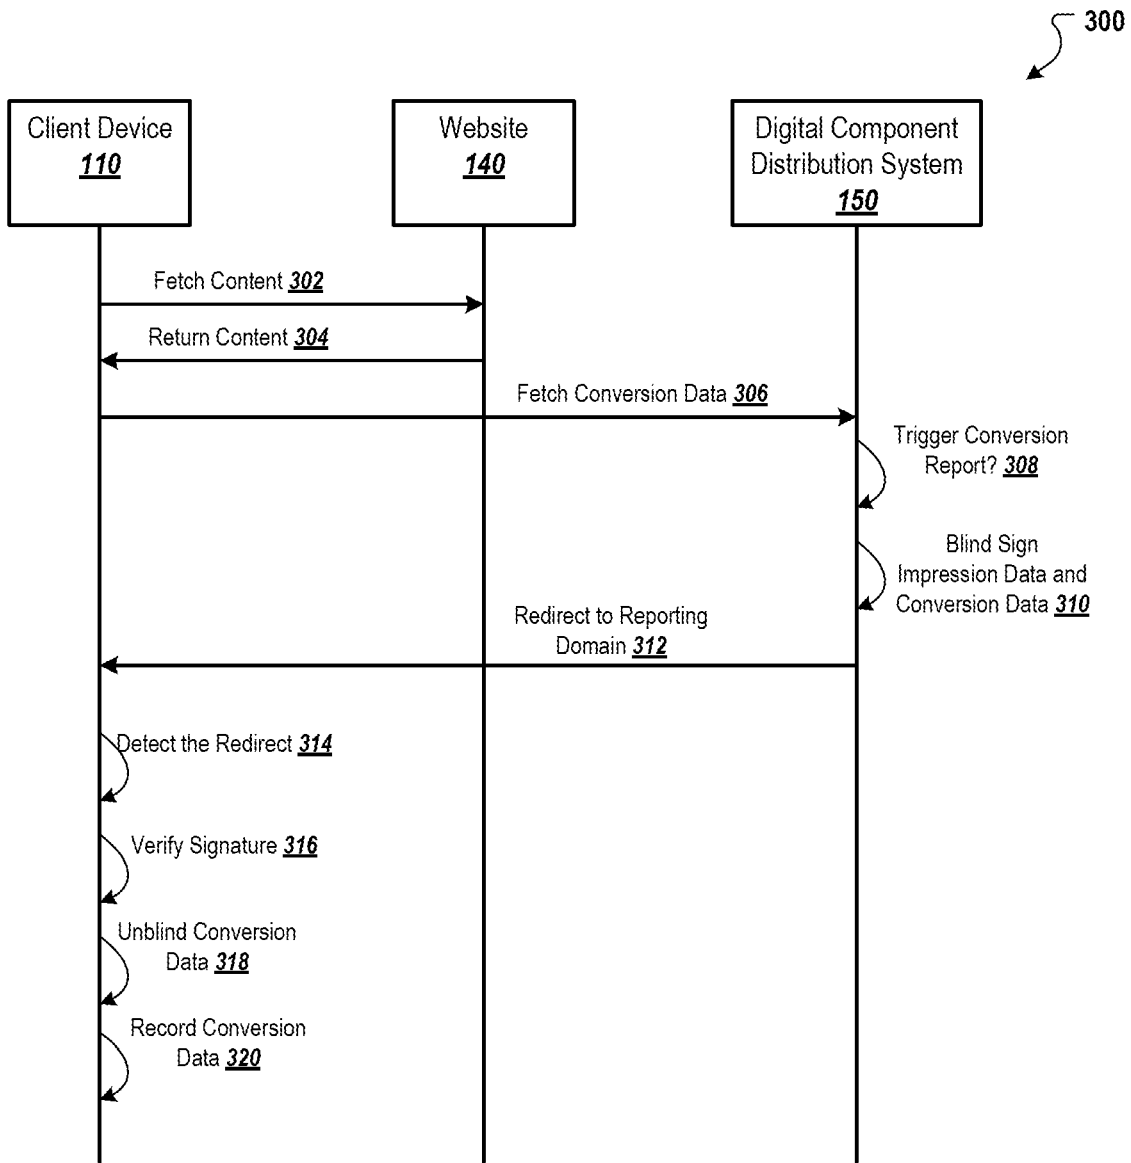 300
Client Device
110
Website
140
Digital Component
Distribution System
150
Fetch Content 302
Return Content 304
Fetch Conversion Data 306
Trigger Conversion
Report? 308
Blind Sign
Impression Data and
Conversion Data 310
Redirect to Reporting
Domain 312
Detect the Redirect 314
Verify Signature 316
Unblind Conversion
Data 318
Record Conversion
Data 320